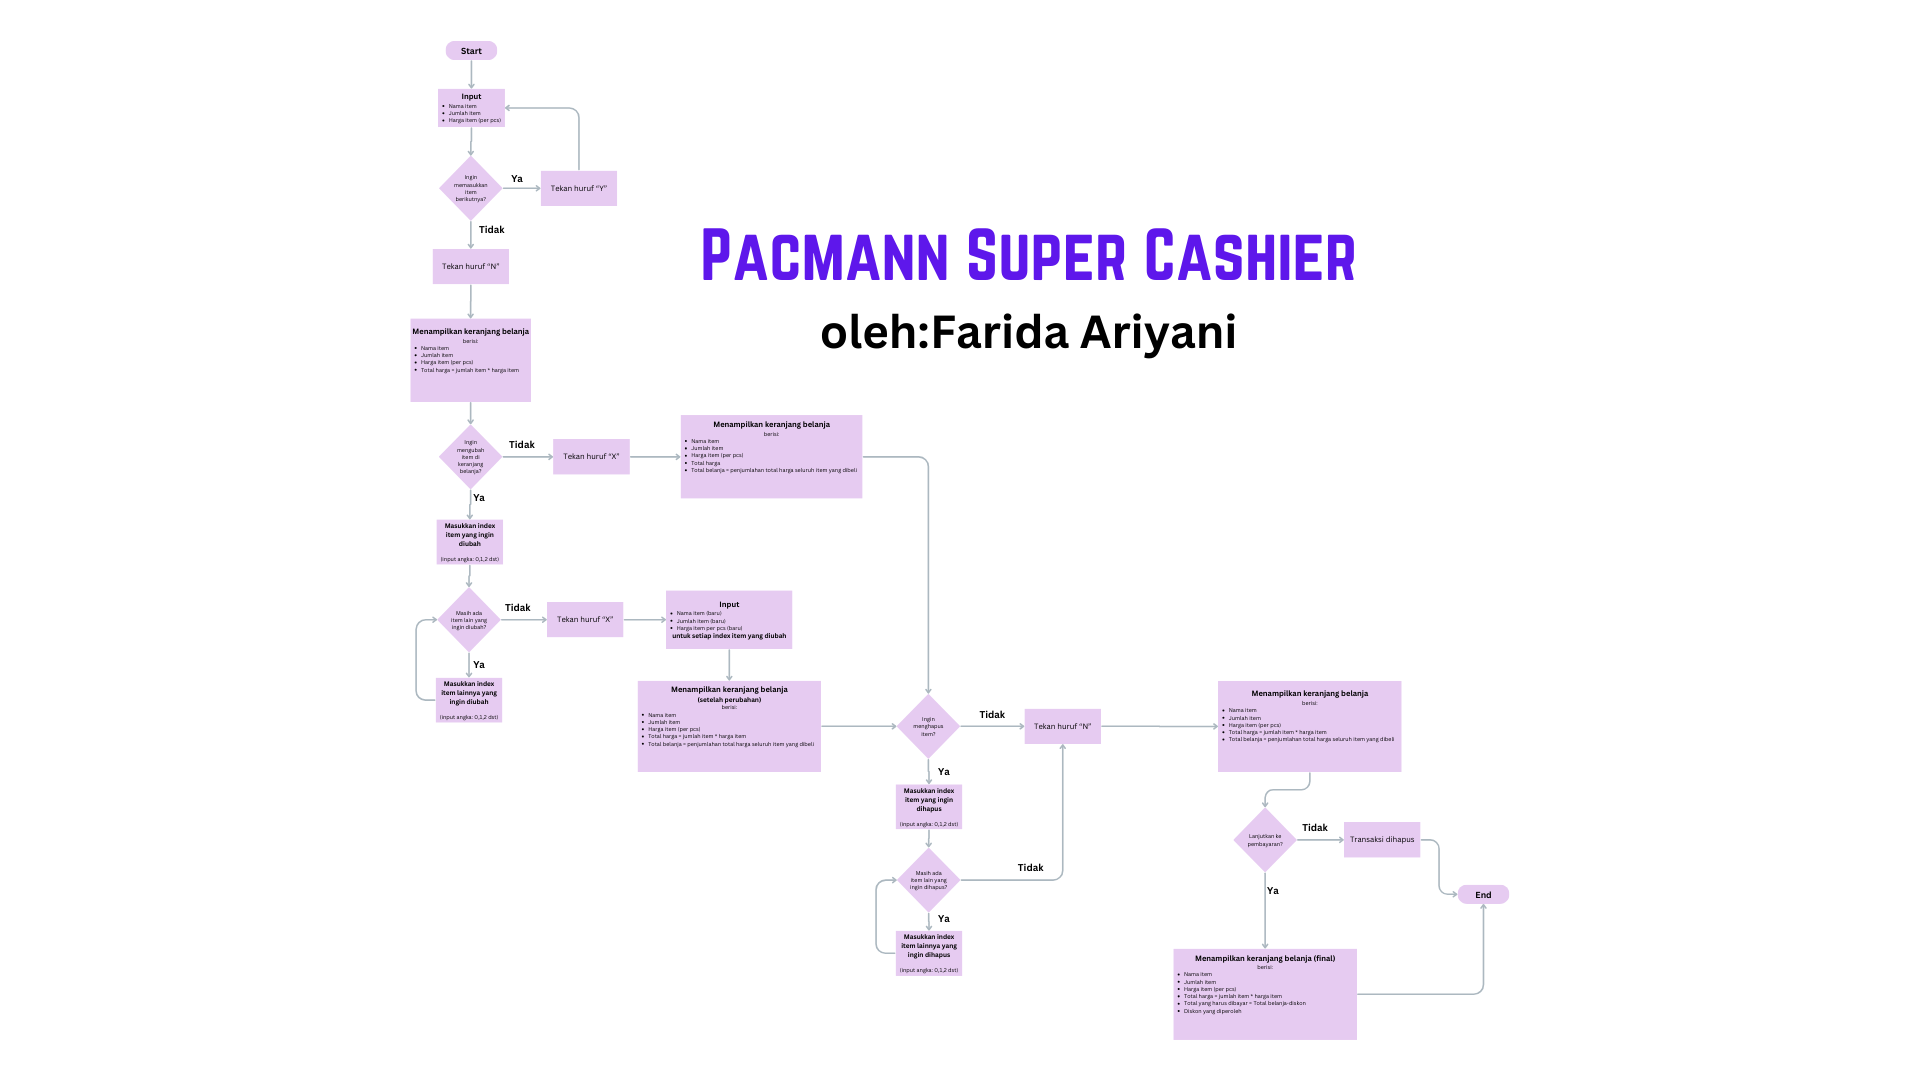 Start
Input
Nama item
Jumlah item
Harga item (per pcs)
Ingin
memasukkan
item
berikutnya?
Ya
Tekan huruf “Y”
Tidak
Tekan huruf “N”
PACMANN SUPER CASHIER
oleh:Farida Ariyani
Menampilkan keranjang belanja
berisi:
Nama item
Jumlah item
Harga item (per pcs)
Total harga = jumlah item * harga item
Ingin
mengubah
item di
keranjang
belanja?
Tidak
Tekan huruf “X”
Menampilkan keranjang belanja
berisi:
Nama item
Jumlah item
Harga item (per pcs)
Total harga
Total belanja = penjumlahan total harga seluruh item yang dibeli
Ya
Masukkan index
item yang ingin
diubah
(input angka: 0,1,2 dst)
Masih ada
item lain yang
ingin diubah?
Tidak
Tekan huruf “X”
Input
Nama item (baru)
Jumlah item (baru)
Harga item per pcs (baru)
untuk setiap index item yang diubah
Ya
Masukkan index
item lainnya yang
ingin diubah
(input angka: 0,1,2 dst)
Menampilkan keranjang belanja
(setelah perubahan)
berisi:
Nama item
Jumlah item
Harga item (per pcs)
Total harga = jumlah item * harga item
Total belanja = penjumlahan total harga seluruh item yang dibeli
Ingin
menghapus
item?
Tidak
Tekan huruf “N”
Ya
Masukkan index
item yang ingin
dihapus
(input angka: 0,1,2 dst)
Masih ada
item lain yang
ingin dihapus?
Tidak
Ya
Masukkan index
item lainnya yang
ingin dihapus
(input angka: 0,1,2 dst)
Menampilkan keranjang belanja
berisi:
Nama item
Jumlah item
Harga item (per pcs)
Total harga = jumlah item * harga item
Total belanja = penjumlahan total harga seluruh item yang dibeli
Lanjutkan ke
pembayaran?
Tidak
Transaksi dihapus
Ya
End
Menampilkan keranjang belanja (final)
berisi:
Nama item
Jumlah item
Harga item (per pcs)
Total harga = jumlah item * harga item
Total yang harus dibayar = Total belanja-diskon
Diskon yang diperoleh